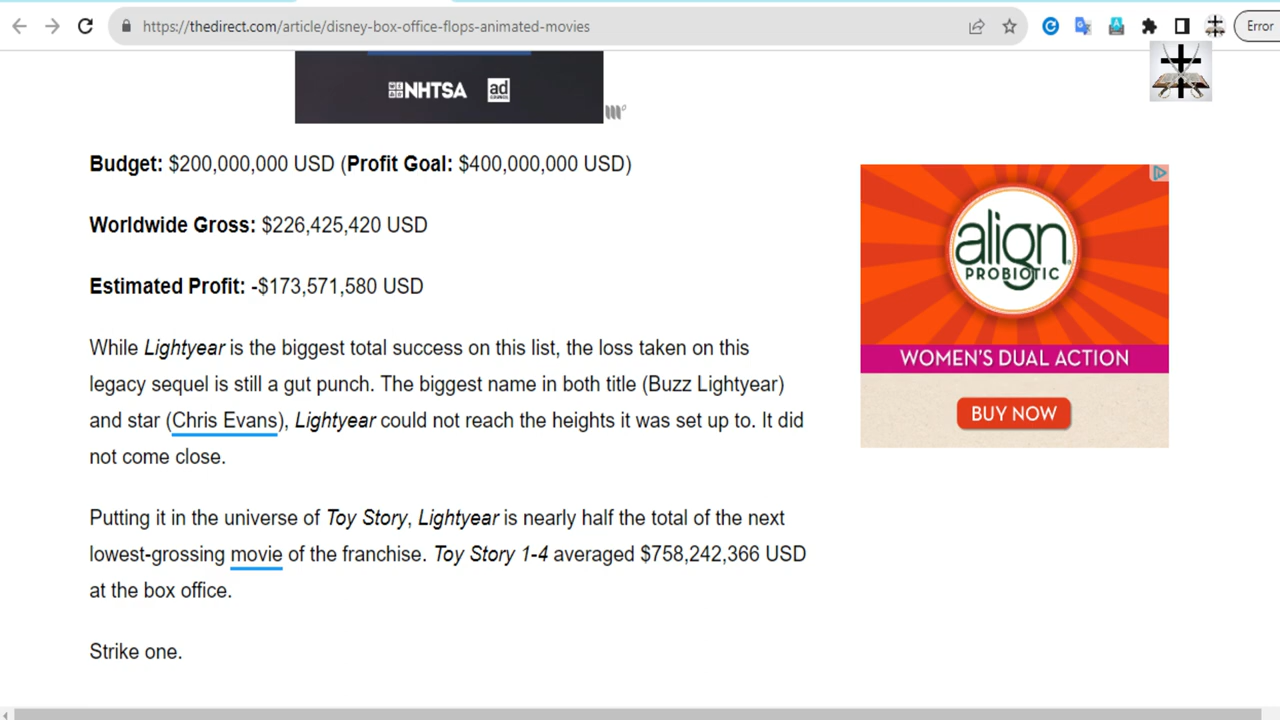 https://thedirect.com/article/disney-box-office-flops-animated-movies
Error
NHTSA
ad
COUNCIL
Budget: $200,000,000 USD (Profit Goal: $400,000,000 USD)
Worldwide Gross: $226,425,420 USD
Estimated Profit: -$173,571,580 USD
While Lightyear is the biggest total success on this list, the loss taken on this
legacy sequel is still a gut punch. The biggest name in both title (Buzz Lightyear)
and star (Chris Evans), Lightyear could not reach the heights it was set up to. It did
not come close.
Putting it in the universe of Toy Story, Lightyear is nearly half the total of the next
lowest-grossing movie of the franchise. Toy Story 1-4 averaged $758,242,366 USD
at the box office.
Strike one.
align
PROBIOTIC
WOMEN'S DUAL ACTION
BUY NOW